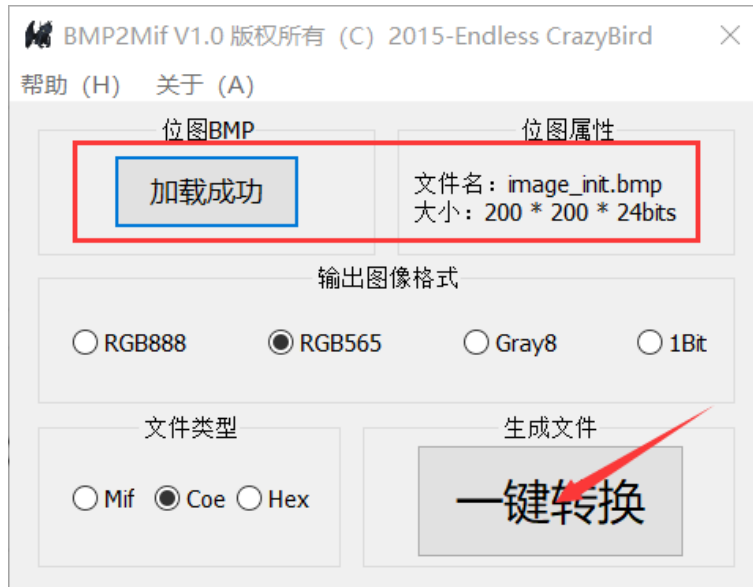 BMP2Mif V1.0 版权所有 (C) 2015-Endless CrazyBird
帮助 (H) 关于 (A)
位图BMP 位图属性
加载成功 文件名：image_init.bmp
大小：200 * 200 * 24bits
输出图像格式
RGB888 RGB565 Gray8 1Bit
文件类型 生成文件
Mif Coe Hex 一键转换